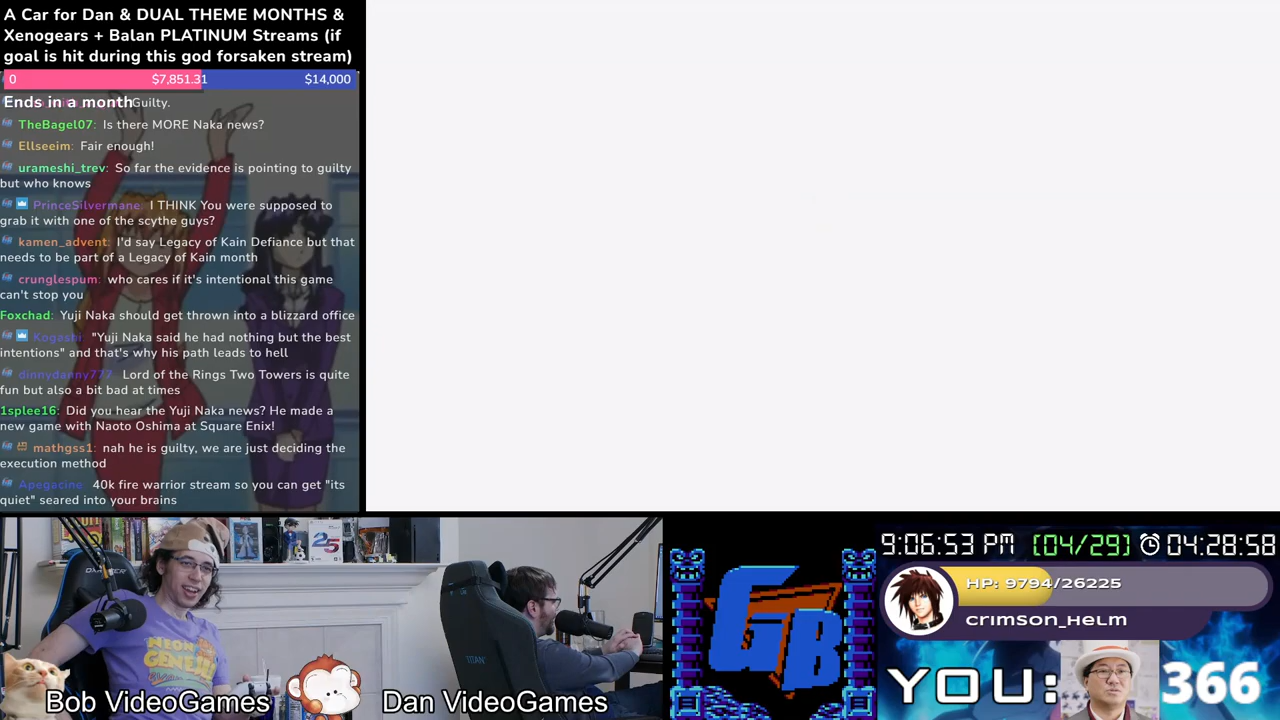 A Car for Dan & DUAL THEME MONTHS &
Xenogears + Balan PLATINUM Streams (if
goal is hit during this god forsaken stream)
0 $7,851.31 $14,000
Ends in a month
Guilty.
TheBagel07: Is there MORE Naka news?
Ellseeim: Fair enough!
urameshi_trev: So far the evidence is pointing to guilty
but who knows
PrinceSilvermane: I THINK You were supposed to
grab it with one of the scythe guys?
kamen_advent: I'd say Legacy of Kain Defiance but that
needs to be part of a Legacy of Kain month
crunglespum: who cares if it's intentional this game
can't stop you
Foxchad: Yuji Naka should get thrown into a blizzard office
Kogashi: "Yuji Naka said he had nothing but the best
intentions" and that's why his path leads to hell
dinnydanny777: Lord of the Rings Two Towers is quite
fun but also a bit bad at times
1splee16: Did you hear the Yuji Naka news? He made a
new game with Naoto Oshima at Square Enix!
mathgss1: nah he is guilty, we are just deciding the
execution method
Apegacine: 40k fire warrior stream so you can get "its
quiet" seared into your brains
25
TITAN
NEON
GENESIS
Bob VideoGames
Dan VideoGames
GB
9:06:53 PM [04/29] 04:28:58
HP: 9794/26225
Crimson_Helm
YOU: 366